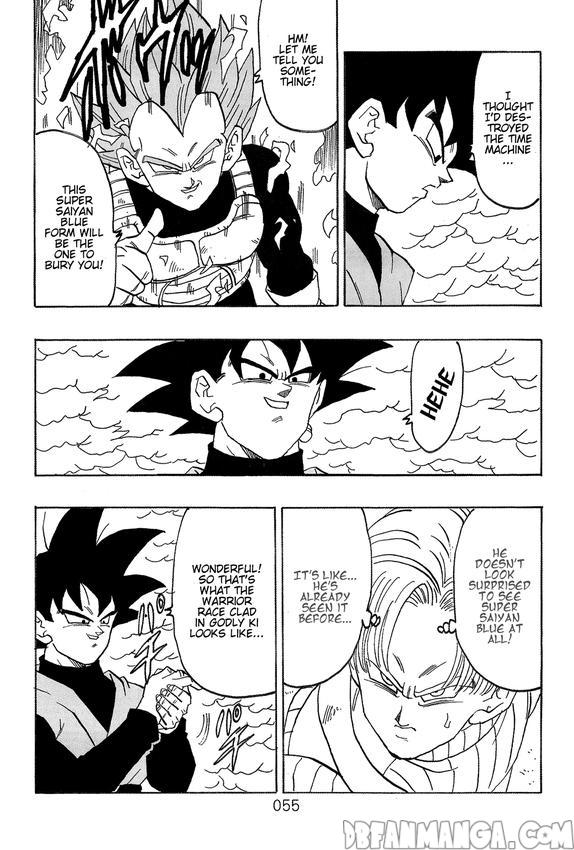 I
THOUGHT
I'D DES-
TROYED
THE TIME
MACHINE
...
HM!
LET ME
TELL YOU
SOME-
THING!
THIS
SUPER
SAIYAN
BLUE
FORM WILL
BE THE
ONE TO
BURY YOU!
HEHE
HE
DOESN'T
LOOK
SURPRISED
TO SEE
SUPER
SAIYAN
BLUE AT
ALL!
IT'S LIKE...
HE'S
ALREADY
SEEN IT
BEFORE...
WONDERFUL!
SO THAT'S
WHAT THE
WARRIOR
RACE CLAD
IN GODLY KI
LOOKS LIKE...
055
DBFANMANGA.COM